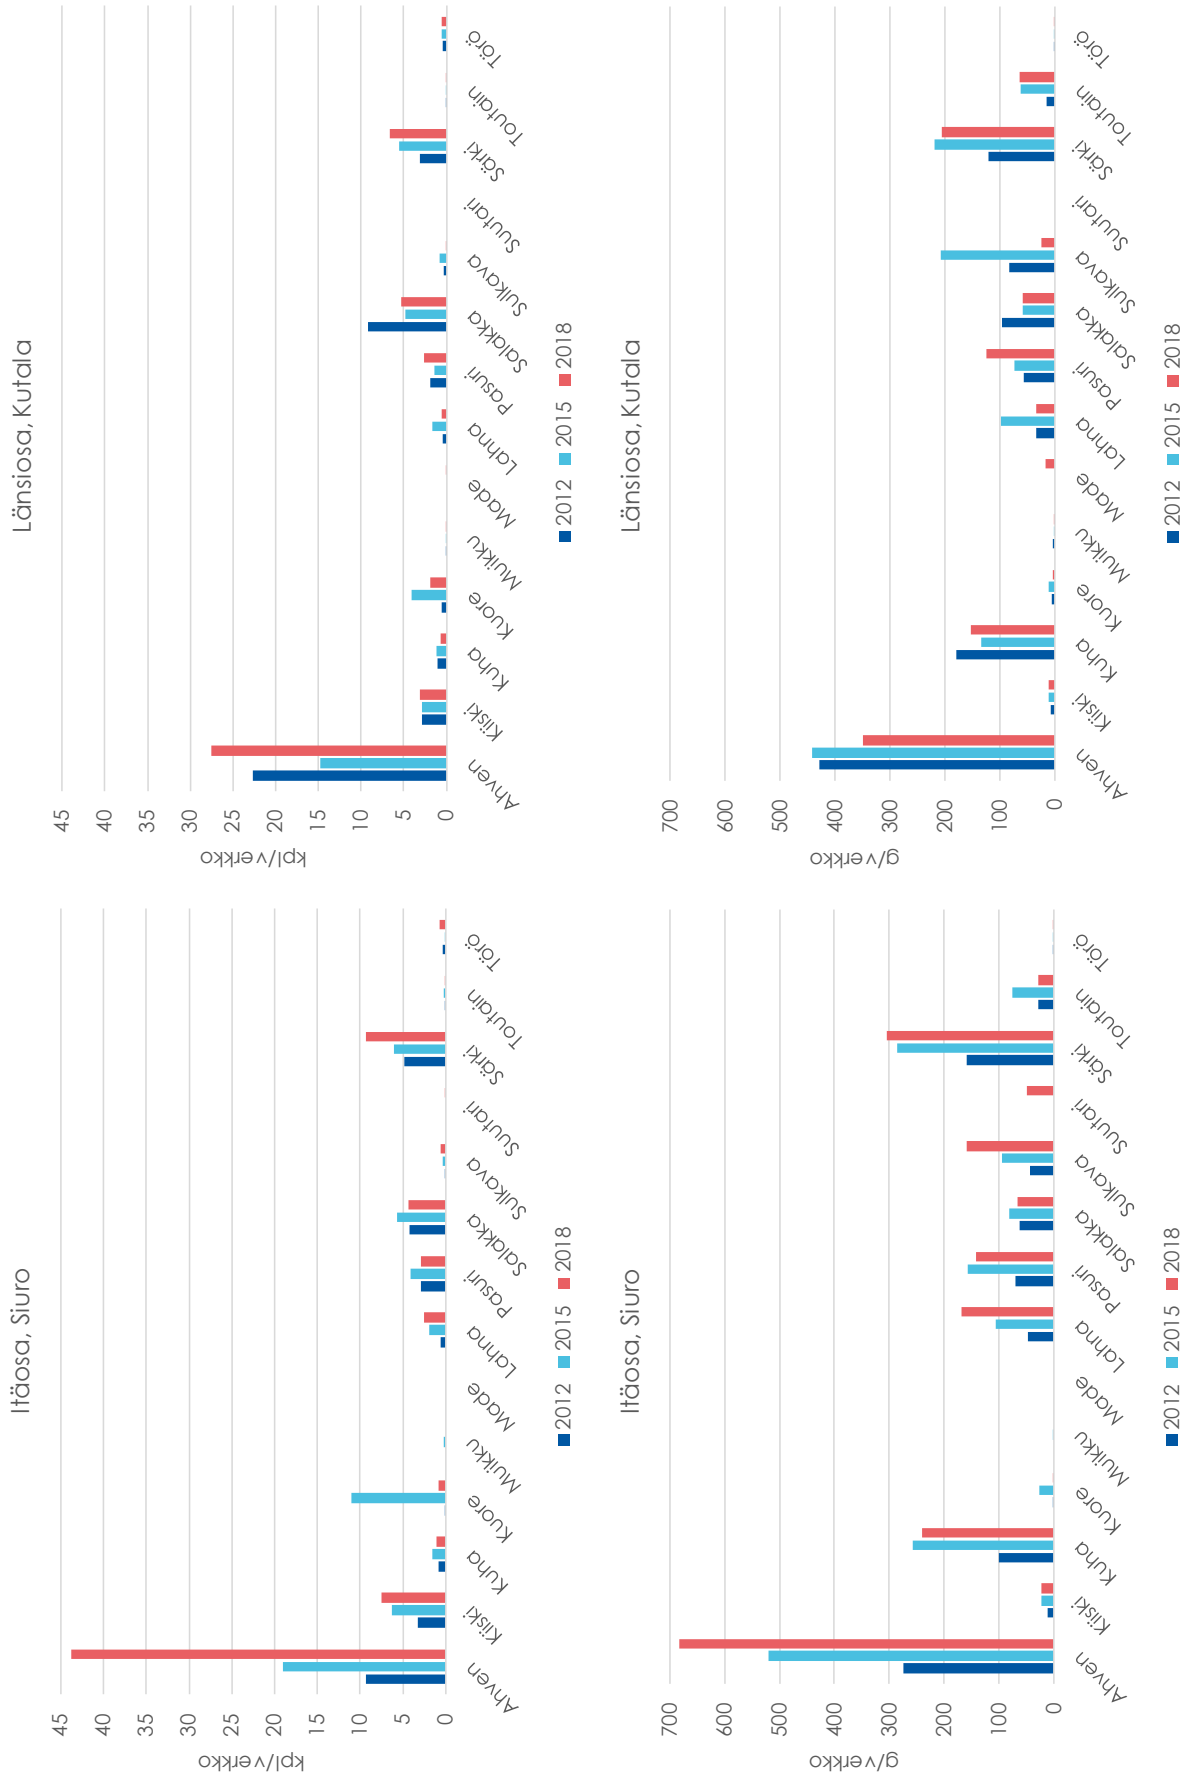 Itäosa, Siuro
45
40
35
30
25
20
15
10
5
0
kpl/verkko
Ahven
Kiiski
Kuha
Kuore
Muikku
Made
Lahna
Pasuri
Salakka
Sulkava
Suutari
Särki
Toutain
Törö
2012 2015 2018
Länsiosa, Kutala
45
40
35
30
25
20
15
10
5
0
kpl/verkko
Ahven
Kiiski
Kuha
Kuore
Muikku
Made
Lahna
Pasuri
Salakka
Sulkava
Suutari
Särki
Toutain
Törö
2012 2015 2018
Itäosa, Siuro
700
600
500
400
300
200
100
0
g/verkko
Ahven
Kiiski
Kuha
Kuore
Muikku
Made
Lahna
Pasuri
Salakka
Sulkava
Suutari
Särki
Toutain
Törö
2012 2015 2018
Länsiosa, Kutala
700
600
500
400
300
200
100
0
g/verkko
Ahven
Kiiski
Kuha
Kuore
Muikku
Made
Lahna
Pasuri
Salakka
Sulkava
Suutari
Särki
Toutain
Törö
2012 2015 2018